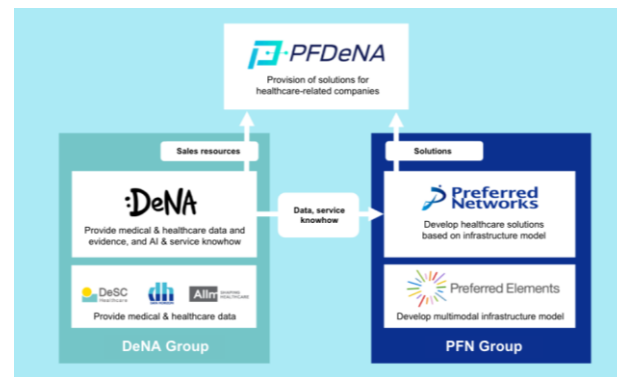 PFDeNA
Provision of solutions for
healthcare-related companies
Sales resources
Solutions
:DeNA
Provide medical & healthcare data and
evidence, and AI & service knowhow
Data, service
knowhow
Preferred
Networks
Develop healthcare solutions
based on infrastructure model
DeSC
Healthcare
Allm
Provide medical & healthcare data
Preferred Elements
Develop multimodal infrastructure model
DeNA Group
PFN Group